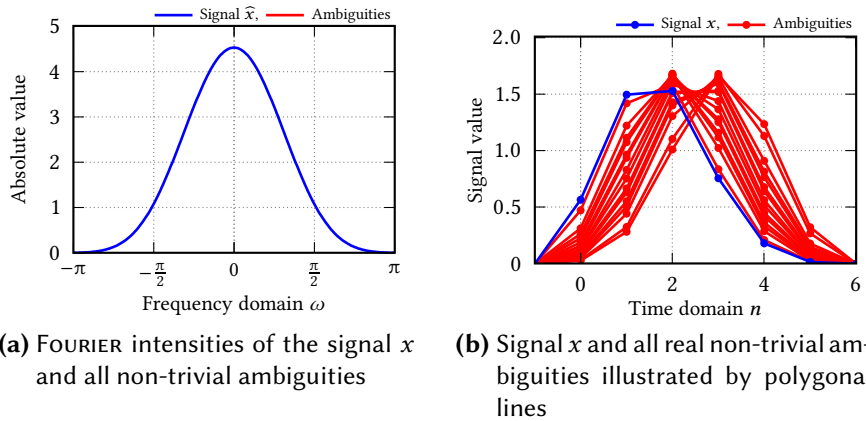 Signal x̂, Ambiguities
5
4
3
2
1
0
Absolute value
−π
−π/2
0
π/2
π
Frequency domain ω
(a) Fourier intensities of the signal x
and all non-trivial ambiguities
Signal x, Ambiguities
2.0
1.5
1.0
0.5
0
Signal value
0
2
4
6
Time domain n
(b) Signal x and all real non-trivial am-
biguities illustrated by polygona
lines